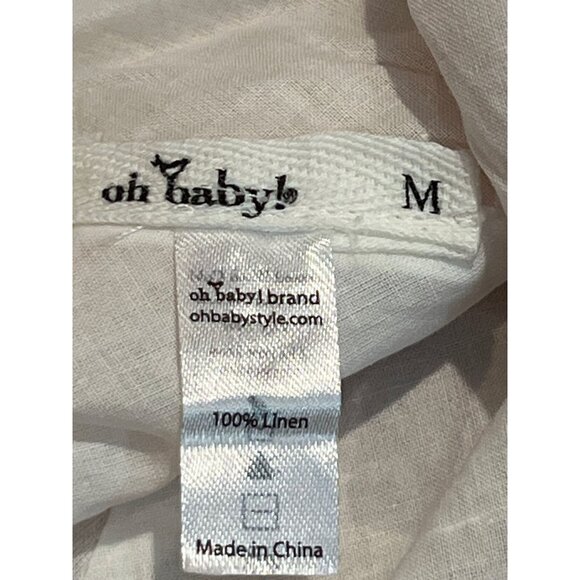 oh baby!® M
oh baby! brand
ohbabystyle.com
100% Linen
Made in China